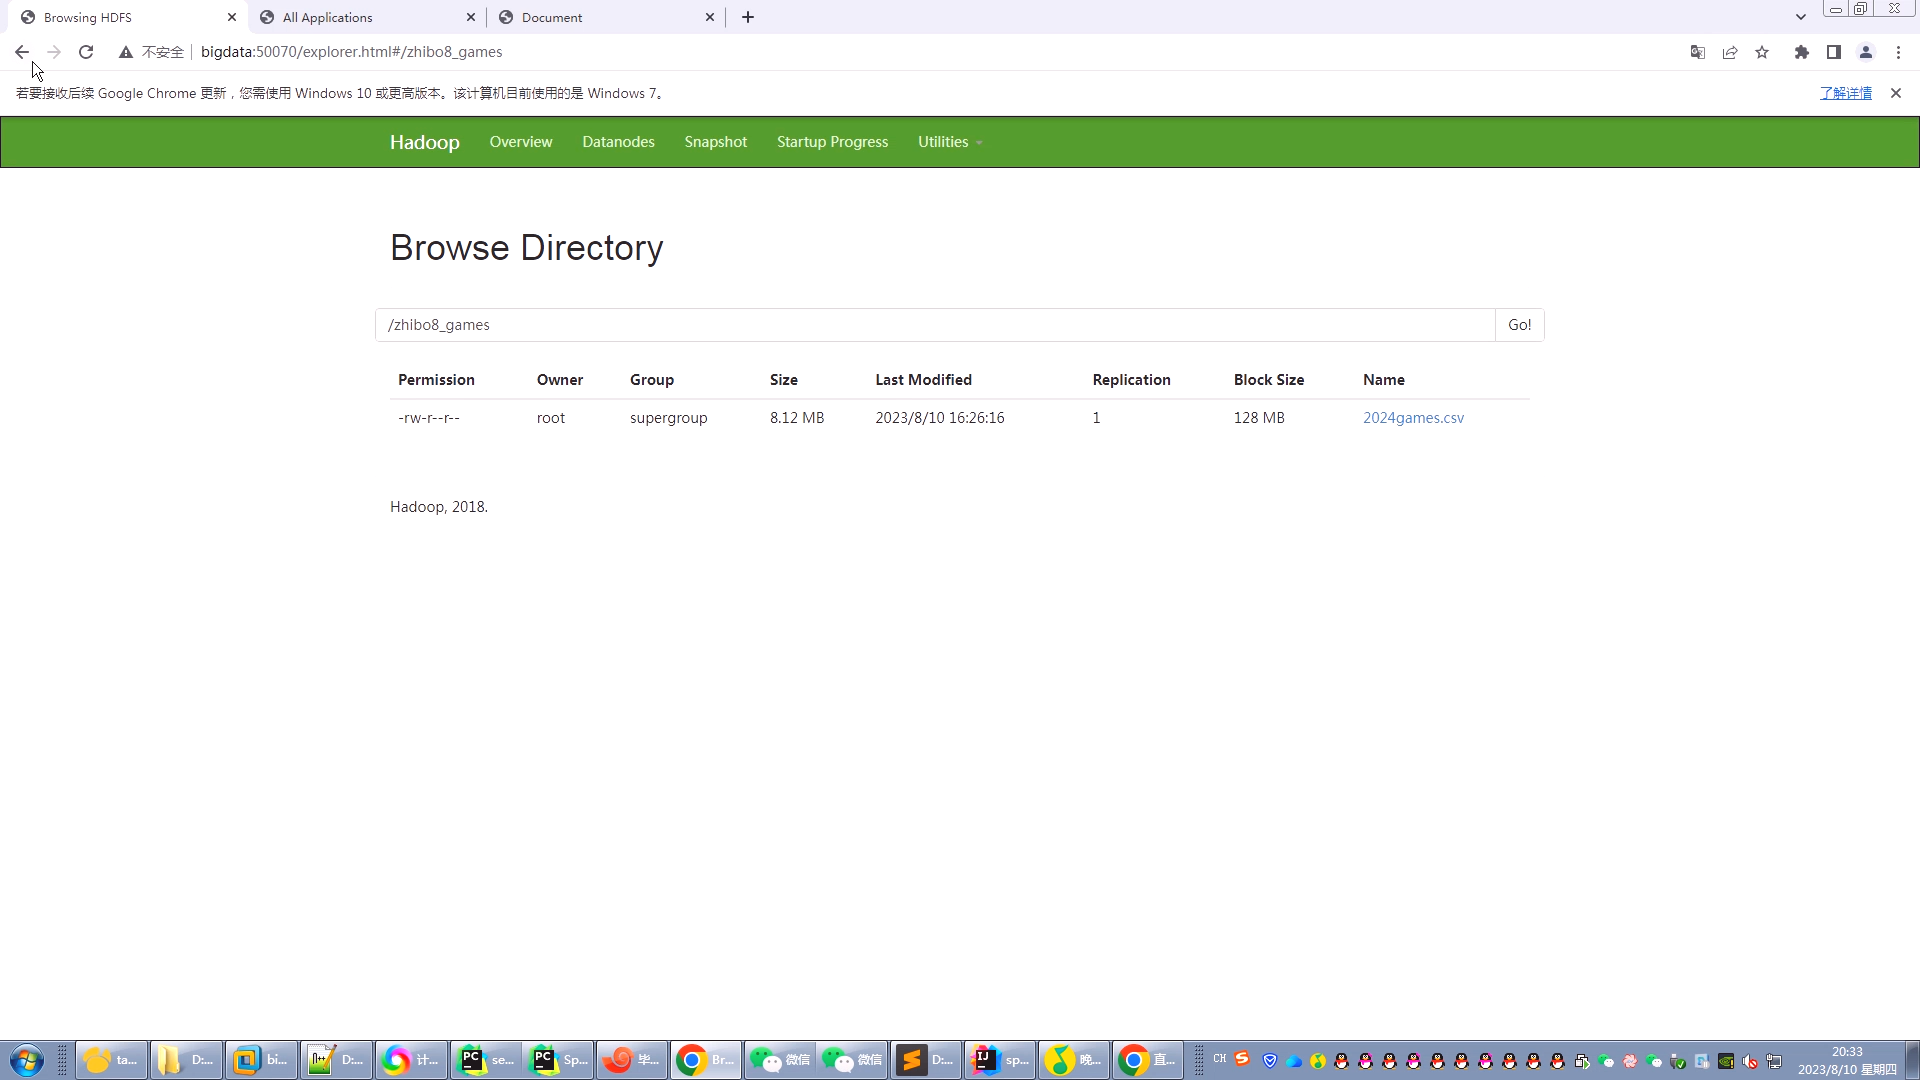 Browsing HDFS All Applications Document
不安全 bigdata:50070/explorer.html#/zhibo8_games
若要接收后续 Google Chrome 更新，您需使用 Windows 10 或更高版本。该计算机目前使用的是 Windows 7。 了解详情
Hadoop Overview Datanodes Snapshot Startup Progress Utilities
Browse Directory
/zhibo8_games Go!
Permission Owner Group Size Last Modified Replication Block Size Name
-rw-r--r-- root supergroup 8.12 MB 2023/8/10 16:26:16 1 128 MB 2024games.csv
Hadoop, 2018.
ta... D:... bi... D:... 计... se... Sp... 毕... Br... 微信 微信 D:... sp... 晚... 直... CH 20:33
2023/8/10 星期四